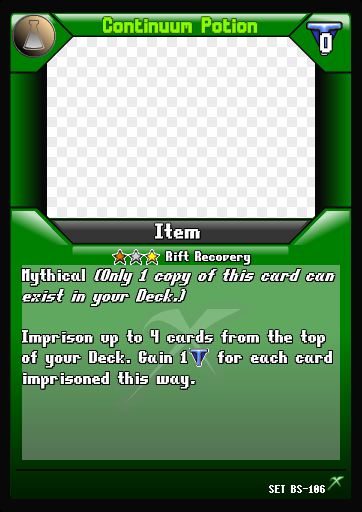 Continuum Potion
0
Item
Rift Recovery
Mythical (Only 1 copy of this card can
exist in your Deck.)
Imprison up to 4 cards from the top
of your Deck. Gain 1 for each card
imprisoned this way.
SET BS-106